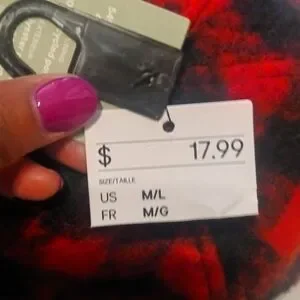 $ 17.99
SIZE/TAILLE
US M/L
FR M/G